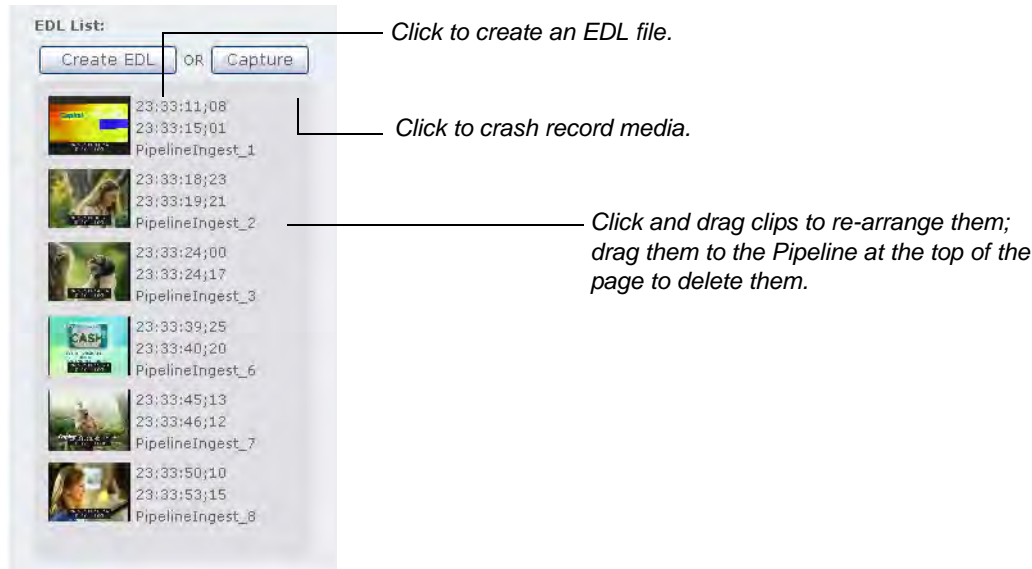 EDL List:
Create EDL OR Capture
Click to create an EDL file.
23:33:11;08
23:33:15;01
PipelineIngest_1
Click to crash record media.
23:33:18;23
23:33:19;21
PipelineIngest_2
Click and drag clips to re-arrange them;
drag them to the Pipeline at the top of the
page to delete them.
23:33:24;00
23:33:24;17
PipelineIngest_3
CASH
23:33:39;25
23:33:40;20
PipelineIngest_6
23:33:45;13
23:33:46;12
PipelineIngest_7
23:33:50;10
23:33:53;15
PipelineIngest_8